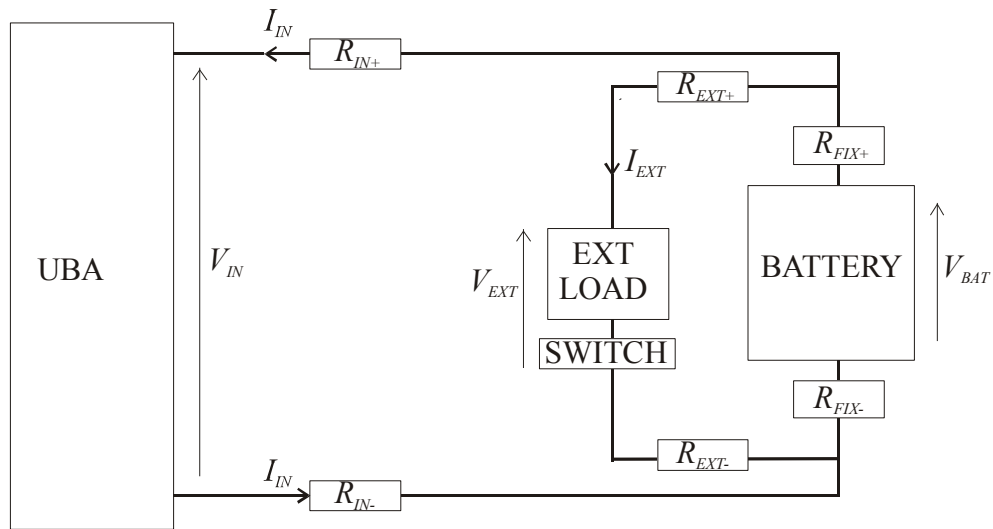 I_IN
R_IN+
R_EXT+
R_FIX+
I_EXT
UBA
V_IN
V_EXT
EXT
LOAD
BATTERY
V_BAT
SWITCH
R_FIX-
R_EXT-
I_IN
R_IN-